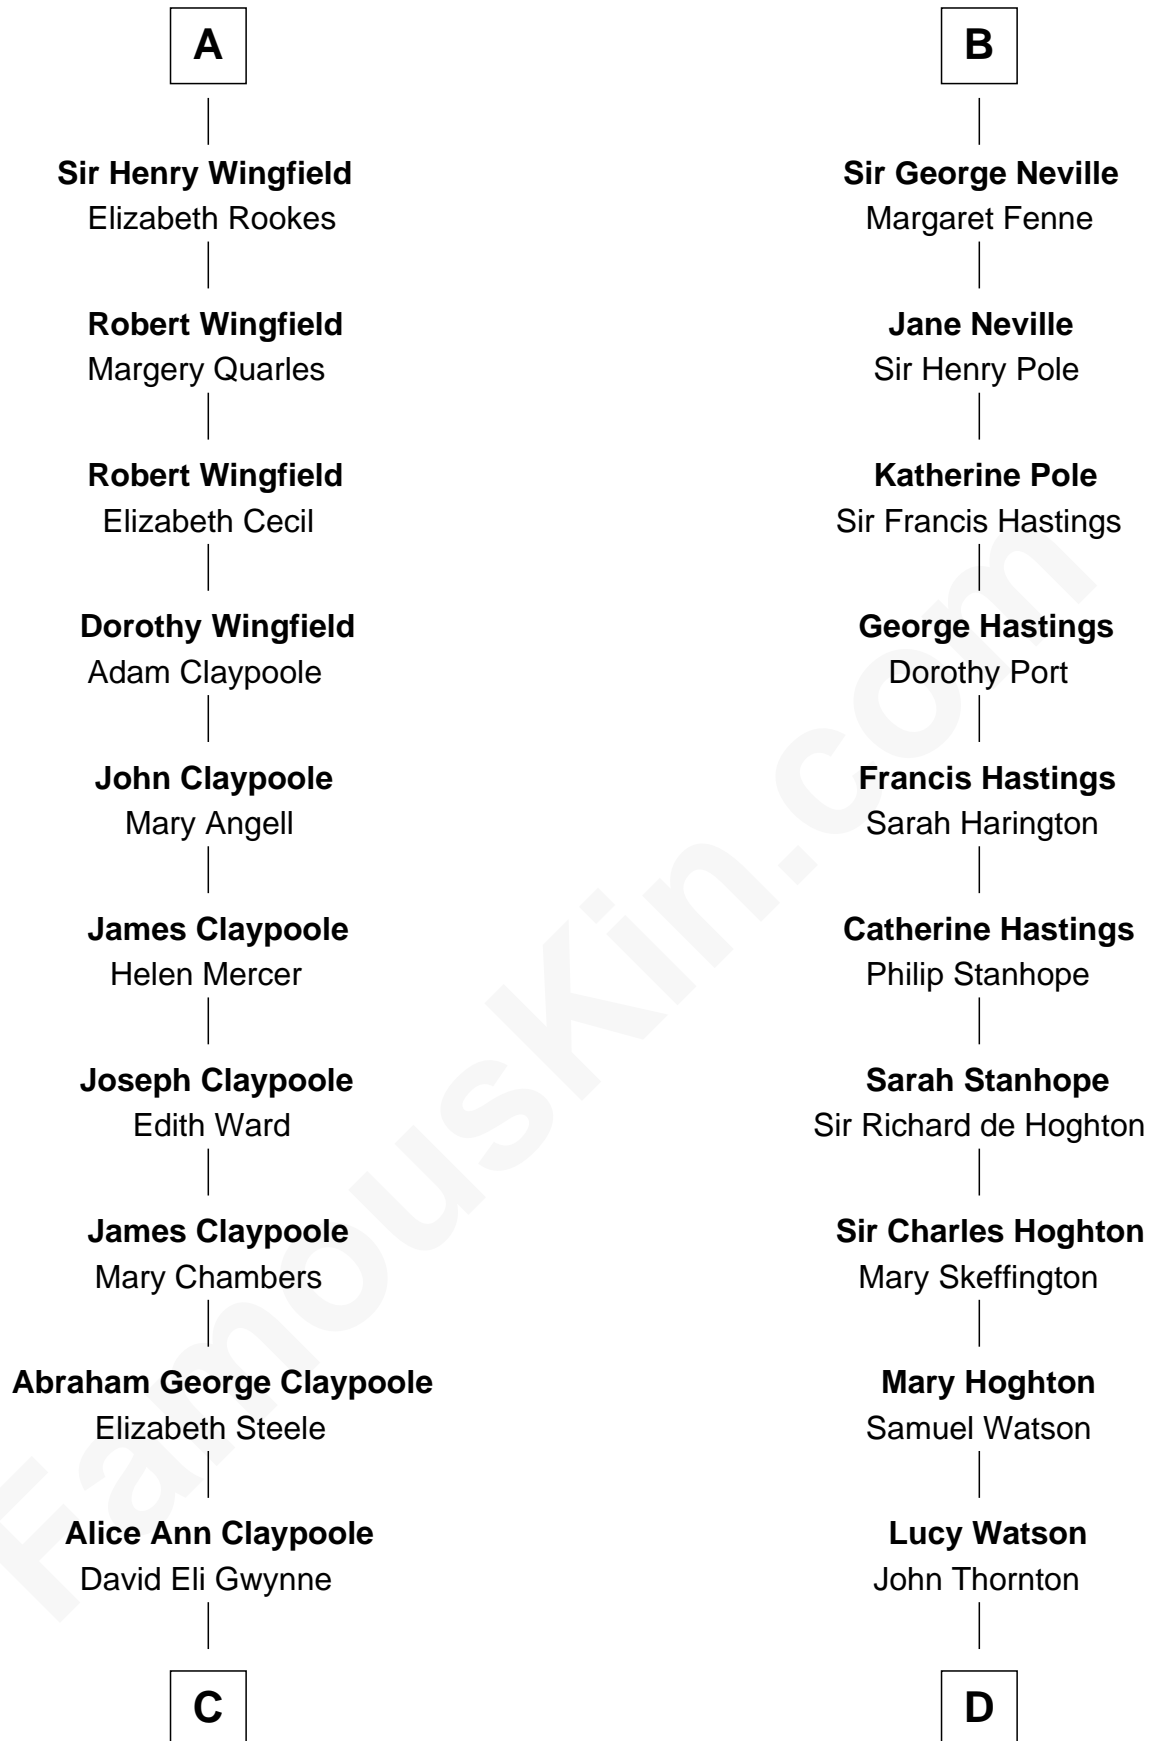 A
Sir Henry Wingfield
Elizabeth Rookes
Robert Wingfield
Margery Quarles
Robert Wingfield
Elizabeth Cecil
Dorothy Wingfield
Adam Claypoole
John Claypoole
Mary Angell
James Claypoole
Helen Mercer
Joseph Claypoole
Edith Ward
James Claypoole
Mary Chambers
Abraham George Claypoole
Elizabeth Steele
Alice Ann Claypoole
David Eli Gwynne
C
B
Sir George Neville
Margaret Fenne
Jane Neville
Sir Henry Pole
Katherine Pole
Sir Francis Hastings
George Hastings
Dorothy Port
Francis Hastings
Sarah Harington
Catherine Hastings
Philip Stanhope
Sarah Stanhope
Sir Richard de Hoghton
Sir Charles Hoghton
Mary Skeffington
Mary Hoghton
Samuel Watson
Lucy Watson
John Thornton
D
FamousKin.com